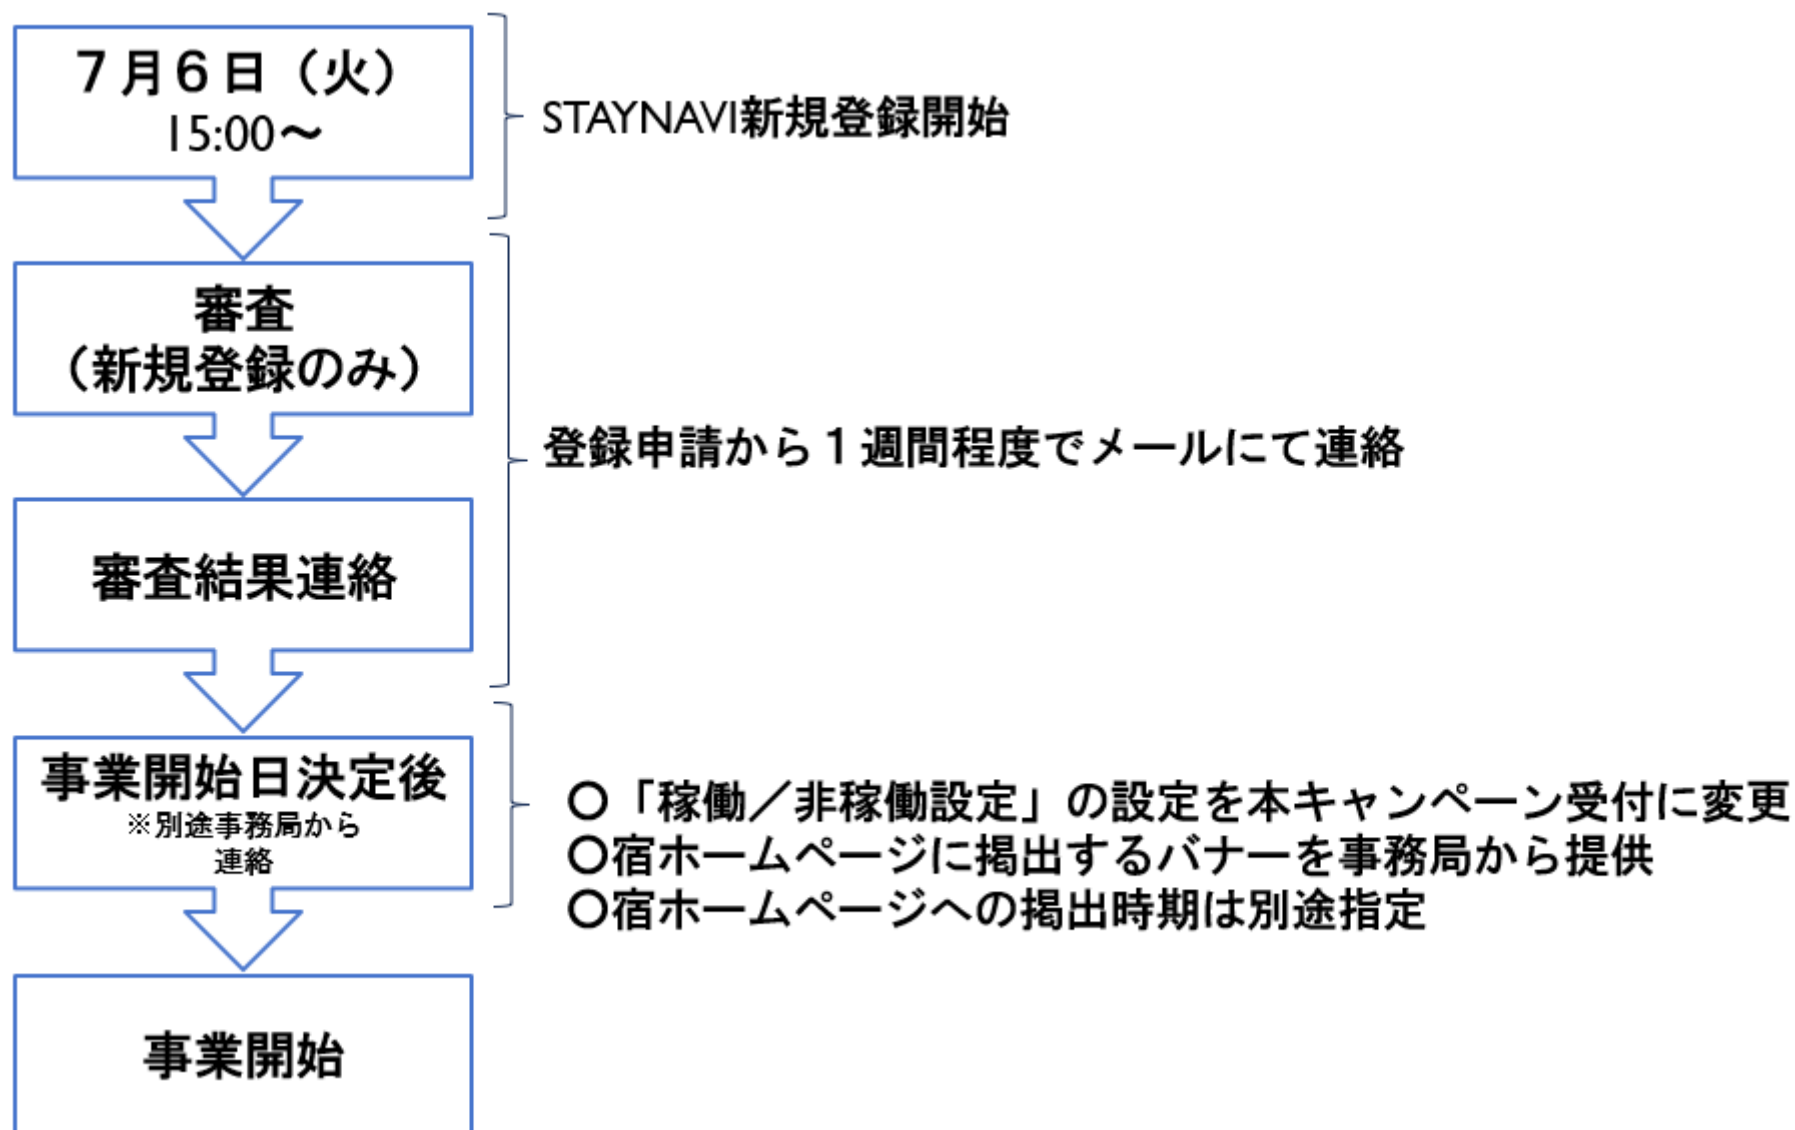 ７月６日（火）
15:00～
STAYNAVI新規登録開始
審査
（新規登録のみ）
登録申請から１週間程度でメールにて連絡
審査結果連絡
事業開始日決定後
※別途事務局から
連絡
〇「稼働／非稼働設定」の設定を本キャンペーン受付に変更
〇宿ホームページに掲出するバナーを事務局から提供
〇宿ホームページへの掲出時期は別途指定
事業開始